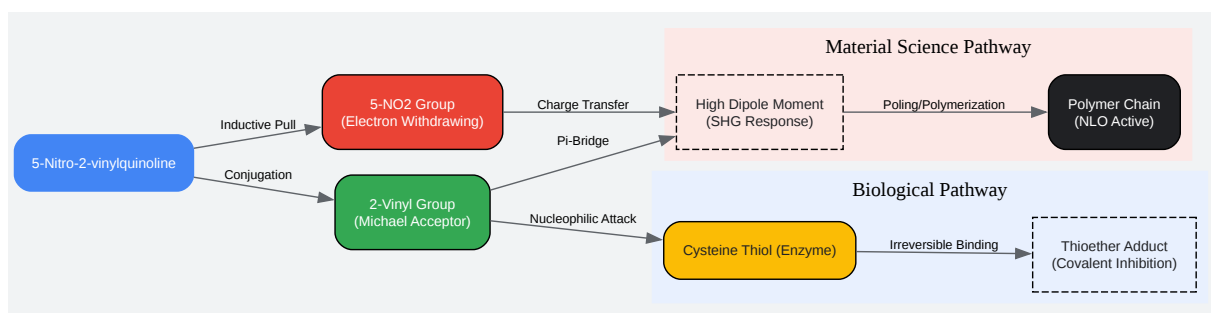 5-Nitro-2-vinylquinoline
Inductive Pull
Conjugation
5-NO2 Group
(Electron Withdrawing)
2-Vinyl Group
(Michael Acceptor)
Charge Transfer
Pi-Bridge
Nucleophilic Attack
Material Science Pathway
High Dipole Moment
(SHG Response)
Poling/Polymerization
Polymer Chain
(NLO Active)
Biological Pathway
Cysteine Thiol (Enzyme)
Irreversible Binding
Thioether Adduct
(Covalent Inhibition)